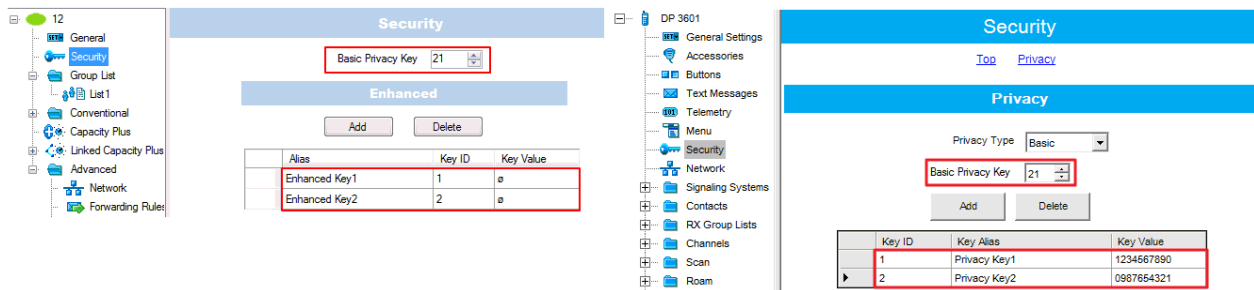 12
General
Security
Group List
List1
Conventional
Capacity Plus
Linked Capacity Plus
Advanced
Network
Forwarding Rules
Security
Basic Privacy Key 21
Enhanced
Add Delete
Alias Key ID Key Value
Enhanced Key1 1 ø
Enhanced Key2 2 ø
DP 3601
General Settings
Accessories
Buttons
Text Messages
Telemetry
Menu
Security
Network
Signaling Systems
Contacts
RX Group Lists
Channels
Scan
Roam
Security
Top Privacy
Privacy
Privacy Type Basic
Basic Privacy Key 21
Add Delete
Key ID Key Alias Key Value
1 Privacy Key1 1234567890
2 Privacy Key2 0987654321